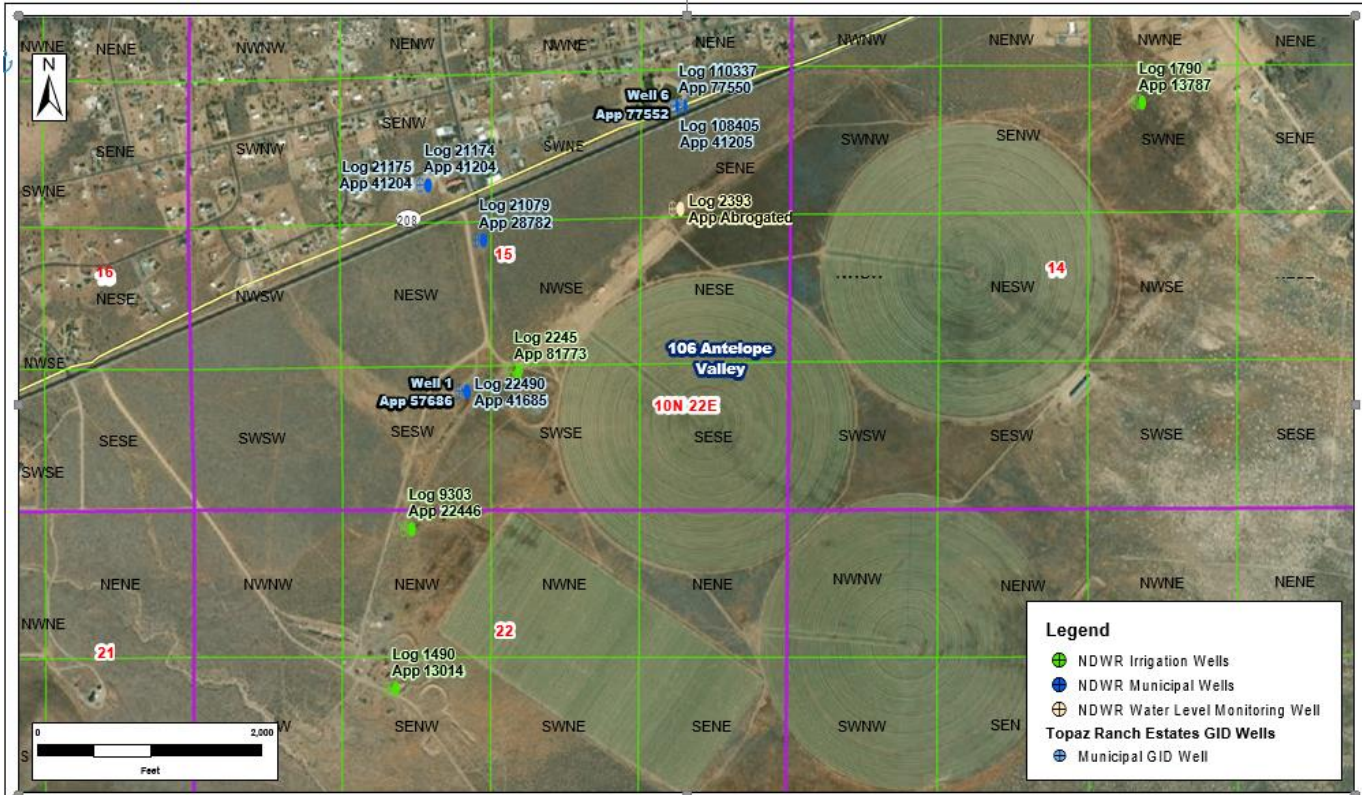 NWNE
NENE
NWNW
NENW
NWNE
NENE
NWNW
NENW
NWNE
NENE
N
Log 110337
App 77550
Log 1790
App 13787
Well 6
App 77552
SENW
Log 108405
App 41205
SENE
SWNW
Log 21174
App 41204
SWNE
SENE
SWNW
SENW
SWNE
SENE
Log 21175
App 41204
SWNE
Log 21079
App 28782
Log 2393
App Abrogated
208
15
16
14
NESE
NWSW
NESW
NWSE
NESE
NESW
NWSE
Log 2245
App 81773
106 Antelope
Valley
NWSE
Well 1
App 57686
Log 22490
App 41685
10N 22E
SESE
SWSW
SESW
SWSE
SESE
SWSW
SESW
SWSE
SESE
SWSE
Log 9303
App 22446
NENE
NWNW
NENW
NWNE
NENE
NWNW
NENW
NWNE
NENE
NWNE
21
22
Log 1490
App 13014
SENW
SWNE
SENE
SWNW
SEN
0
2,000
Feet
Legend
NDWR Irrigation Wells
NDWR Municipal Wells
NDWR Water Level Monitoring Well
Topaz Ranch Estates GID Wells
Municipal GID Well